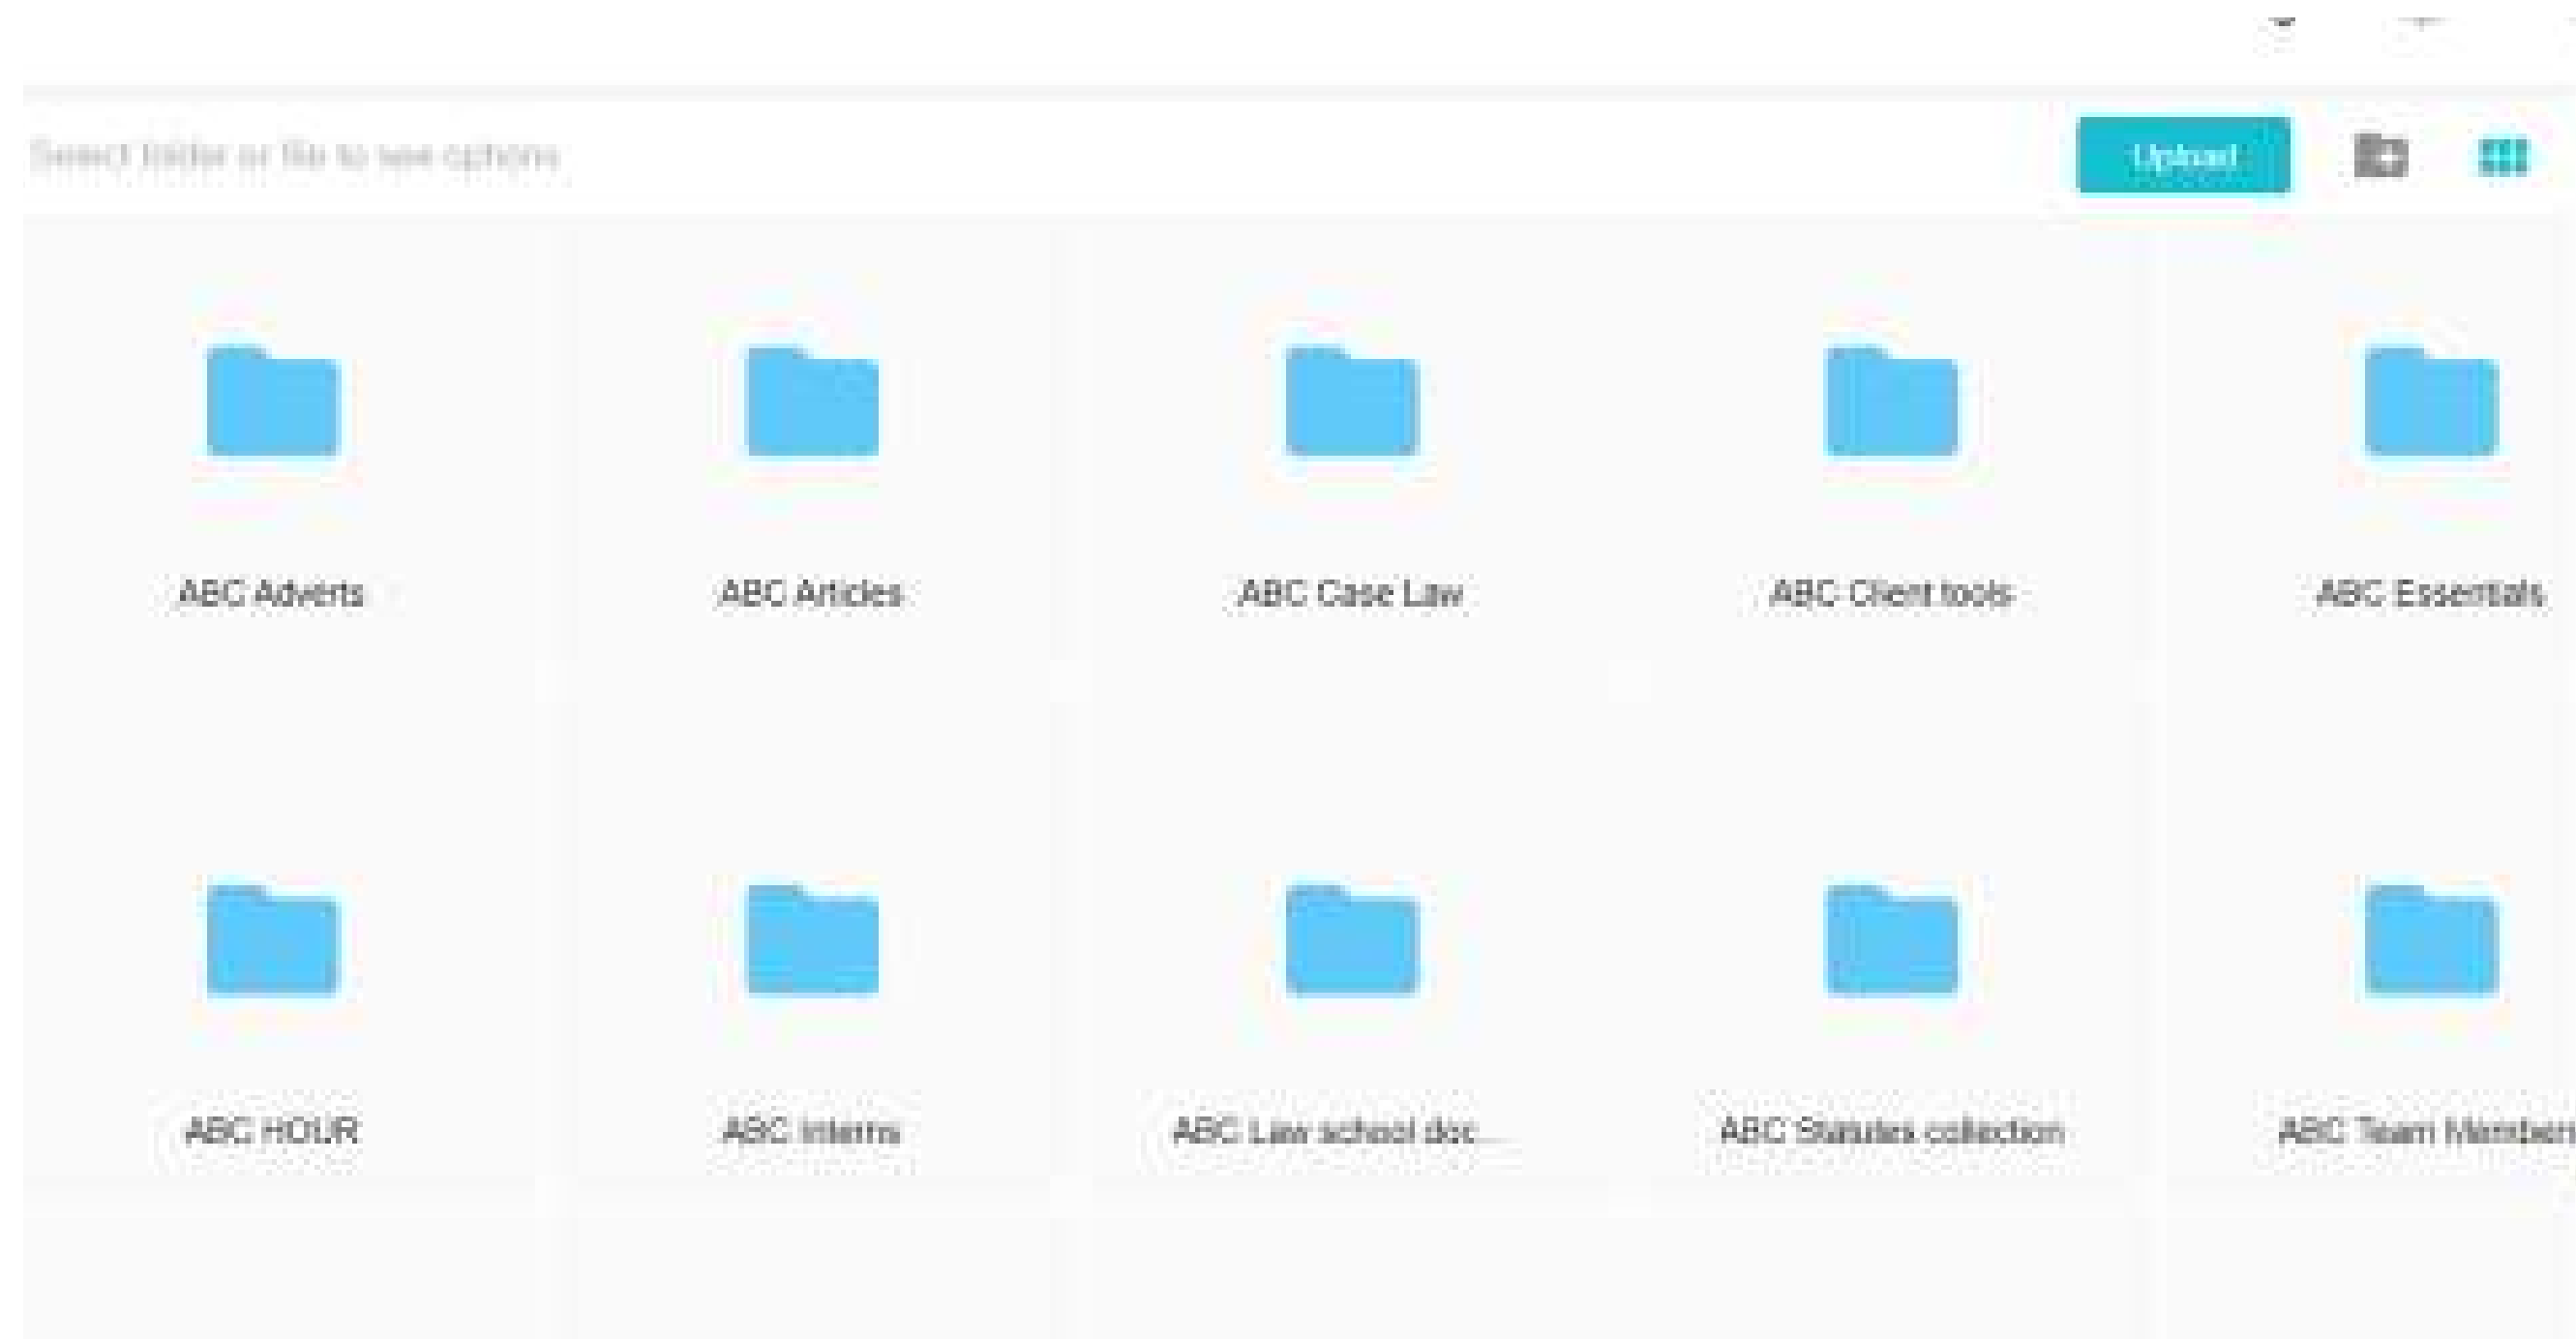 Select folder or file to see options
Upload
ABC Adverts
ABC Articles
ABC Case Law
ABC Client tools
ABC Essentials
ABC HOUR
ABC Interns
ABC Law school doc...
ABC Statutes collection
ABC Team Members